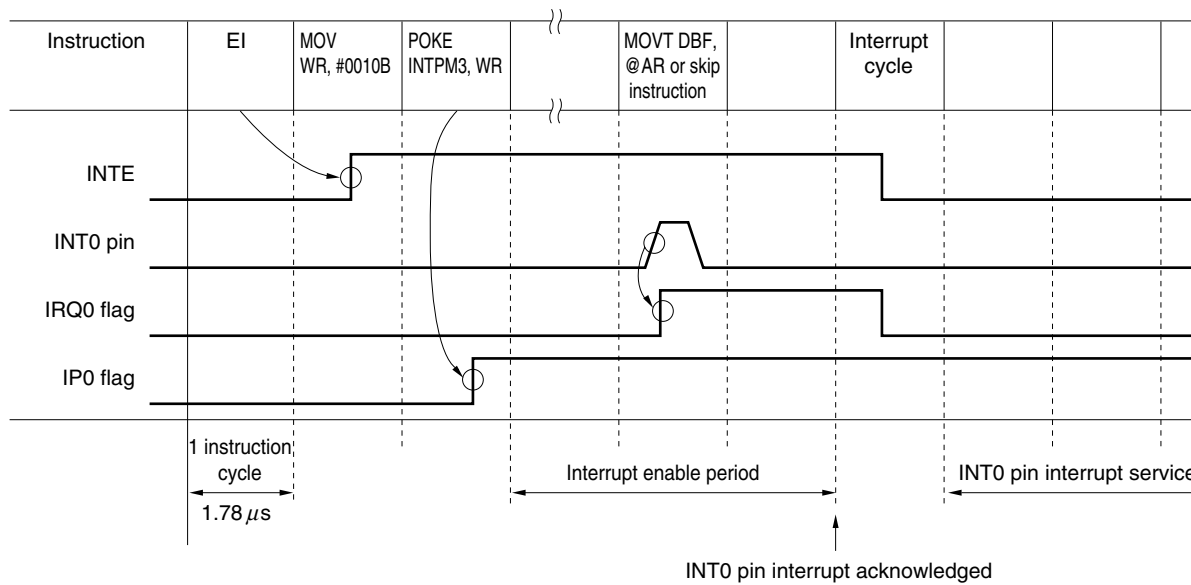 Instruction
EI
MOV
WR, #0010B
POKE
INTPM3, WR
MOVT DBF,
@AR or skip
instruction
Interrupt
cycle
INTE
INT0 pin
IRQ0 flag
IP0 flag
1 instruction
cycle
1.78 μs
Interrupt enable period
INT0 pin interrupt service
INT0 pin interrupt acknowledged